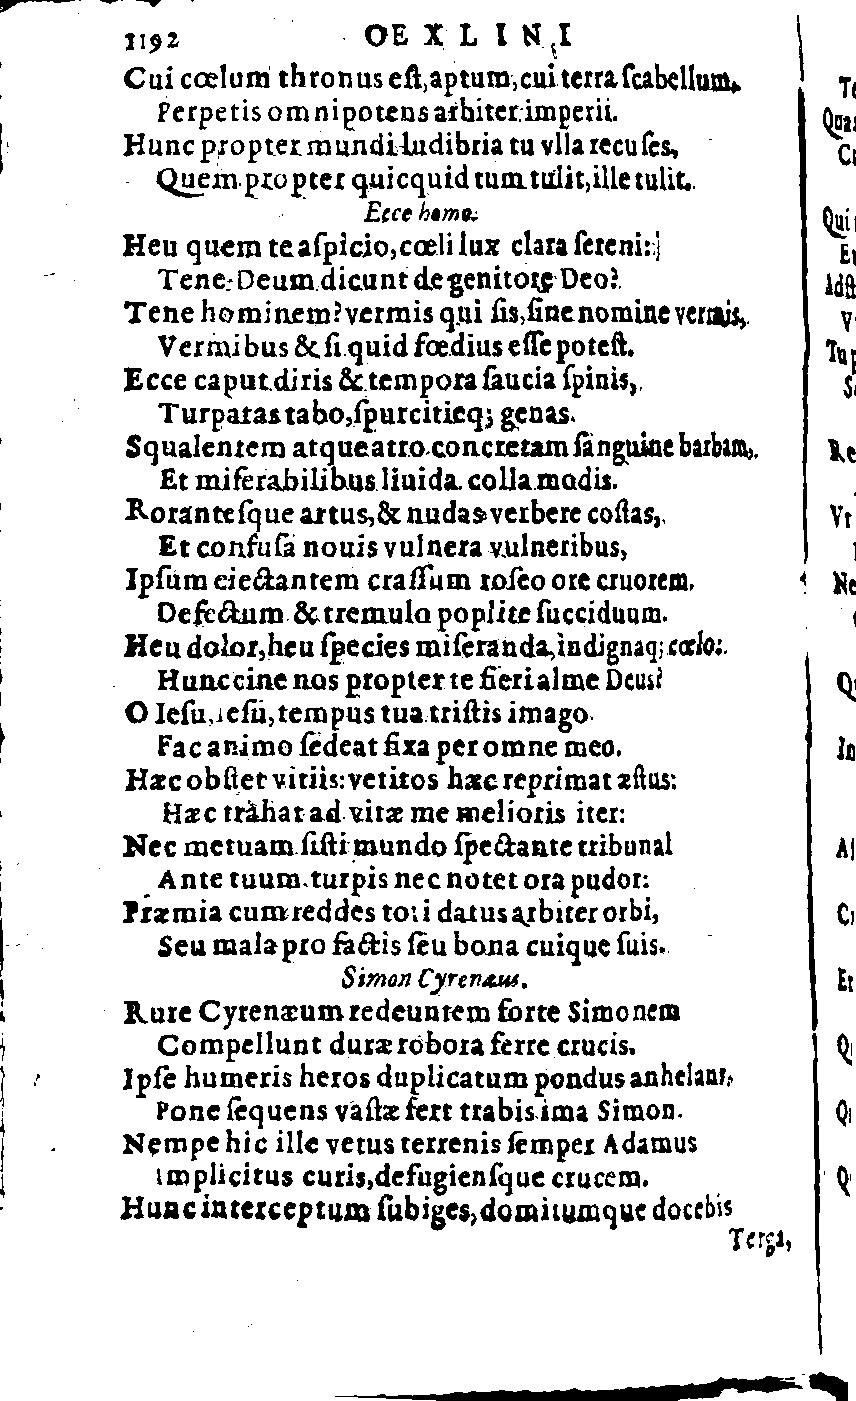 1192 OEXLINI
Cui cœlum thronus eſt, aptum, cui terra ſcabellum,
Perpetis omnipotens arbiter imperii.
Hunc propter mundi ludibria tu vlla recuſes,
Quem propter quicquid tum tulit, ille tulit.
Ecce homo.
Heu quem te aſpicio, cœli lux clara ſereni:
Tene Deum dicunt de genitore Deo?
Tene hominem? vermis qui ſis, ſine nomine vermis,
Vermibus & ſi quid fœdius eſſe poteſt.
Ecce caput diris & tempora ſaucia ſpinis,
Turpatas tabo, ſpurcitieq; genas.
Squalentem atque atro concretam ſanguine barbam,
Et miſerabilibus liuida colla modis.
Roranteſque artus, & nudas verbere coſtas,
Et confuſa nouis vulnera vulneribus,
Ipſum eiectantem craſſum roſeo ore cruorem,
Defectum & tremulo poplite ſucciduum.
Heu dolor, heu ſpecies miſeranda, indignaq; cœlo:
Hunccine nos propter te fieri alme Deus?
O Ieſu, ieſu, tempus tua triſtis imago
Fac animo ſedeat fixa per omne meo.
Hæc obſtet vitiis: vetitos hæc reprimat æſtus:
Hæc trahat ad vitæ me melioris iter:
Nec metuam ſiſti mundo ſpectante tribunal
Ante tuum turpis nec notet ora pudor:
Præmia cum reddes toti datus arbiter orbi,
Seu mala pro factis ſeu bona cuique ſuis.
Simon Cyrenæus.
Rure Cyrenæum redeuntem forte Simonem
Compellunt duræ robora ferre crucis.
Ipſe humeris heros duplicatum pondus anhelant,
Pone ſequens vaſtæ fert trabis ima Simon.
Nempe hic ille vetus terrenis ſemper Adamus
Implicitus curis, defugienſque crucem.
Hunc interceptum ſubiges, domitumque docebis
Terga,